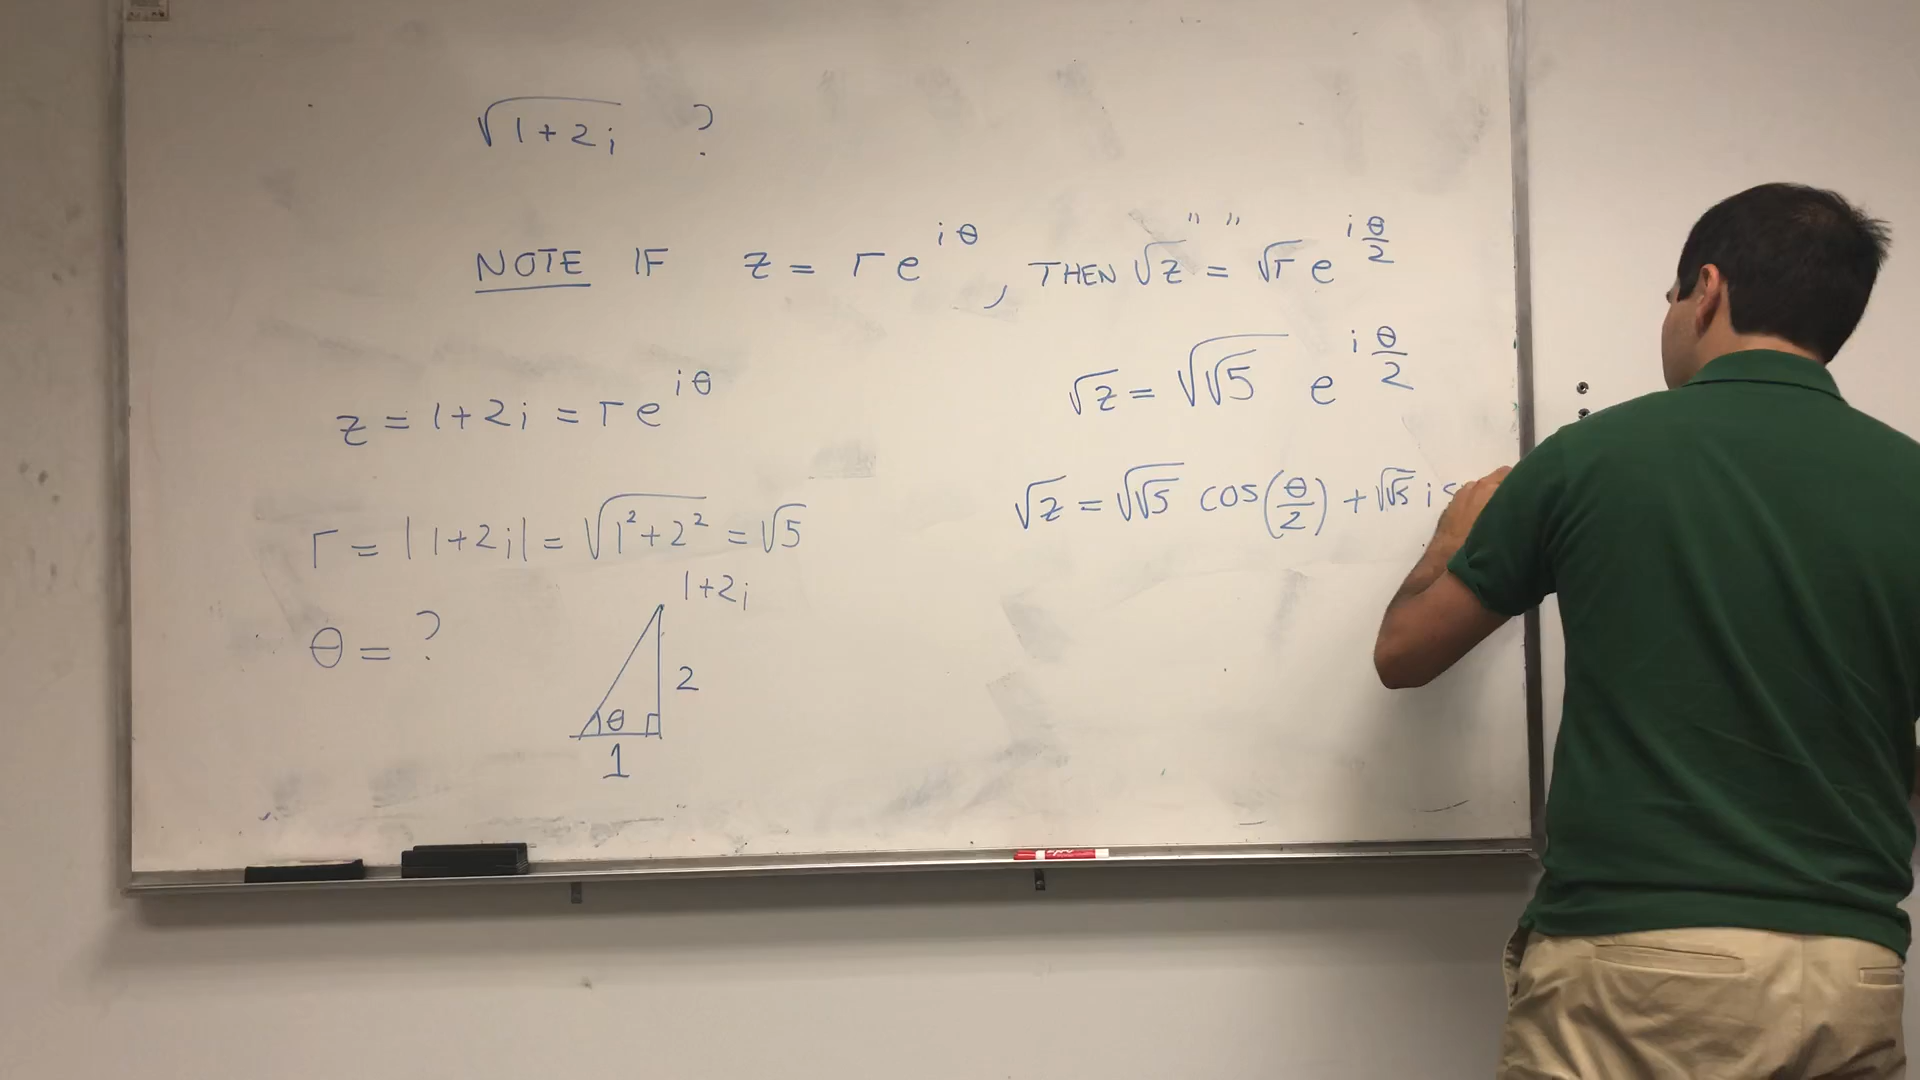 √(1+2i) ?
NOTE IF z = re^{iθ}, THEN "√z" = √r e^{iθ/2}
z = 1+2i = re^{iθ}
r = |1+2i| = √(1²+2²) = √5
θ = ?
1+2i
2
θ
1
√z = √√5 e^{iθ/2}
√z = √√5 cos(θ/2) + √√5 i